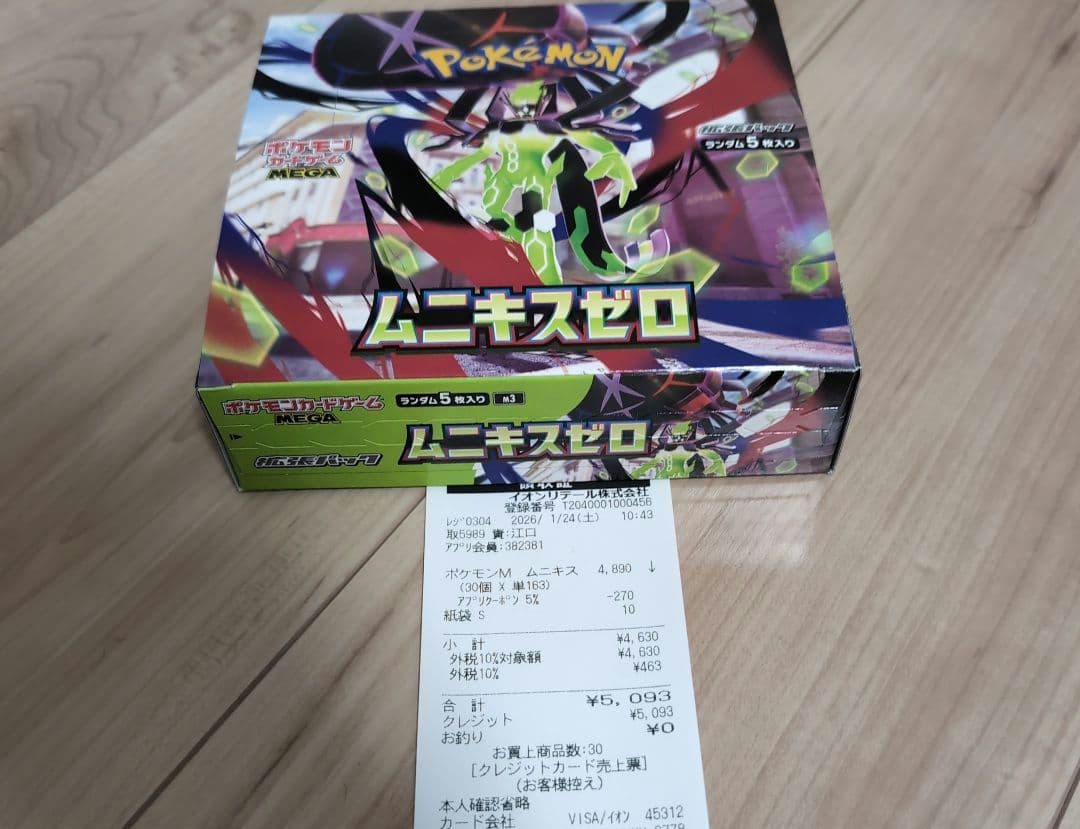 POKÉMON
ポケモン
カードゲーム
MEGA
拡張パック
ランダム5枚入り
ムニキスゼロ
ポケモンカードゲーム
MEGA
ランダム5枚入り M3
ムニキスゼロ
拡張パック
領収証
イオンリテール株式会社
登録番号 T2040001000456
ﾚｼﾞ0304 2026/ 1/24(土) 10:43
取5989 責:江口
ｱﾌﾟﾘ会員:382381
ポケモンM ムニキス 4,890 ↓
(30個 X 単163)
ｱﾌﾟﾘｸｰﾎﾟﾝ 5% -270
紙袋 S 10
小 計 ¥4,630
外税10%対象額 ¥4,630
外税10% ¥463
合 計 ¥5,093
クレジット ¥5,093
お釣り ¥0
お買上商品数:30
[クレジットカード売上票]
(お客様控え)
本人確認省略
カード会社 VISA/ｲｵﾝ 45312